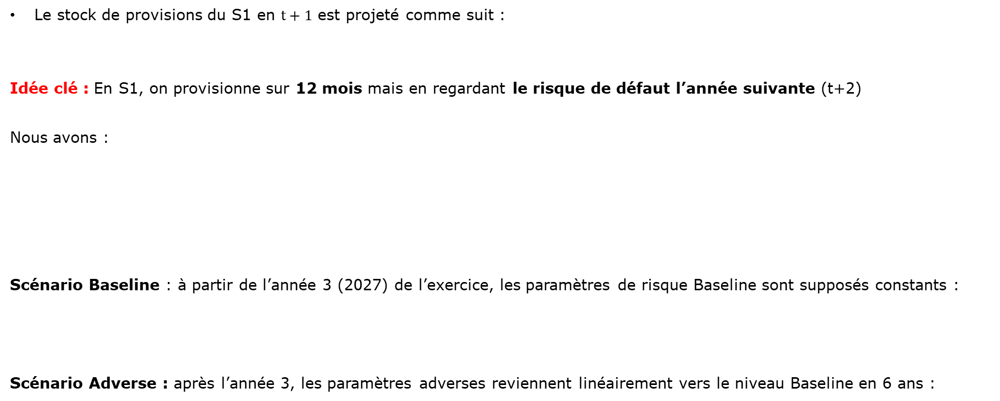 • Le stock de provisions du S1 en t + 1 est projeté comme suit :
Idée clé : En S1, on provisionne sur 12 mois mais en regardant le risque de défaut l’année suivante (t+2)
Nous avons :
Scénario Baseline : à partir de l’année 3 (2027) de l’exercice, les paramètres de risque Baseline sont supposés constants :
Scénario Adverse : après l’année 3, les paramètres adverses reviennent linéairement vers le niveau Baseline en 6 ans :